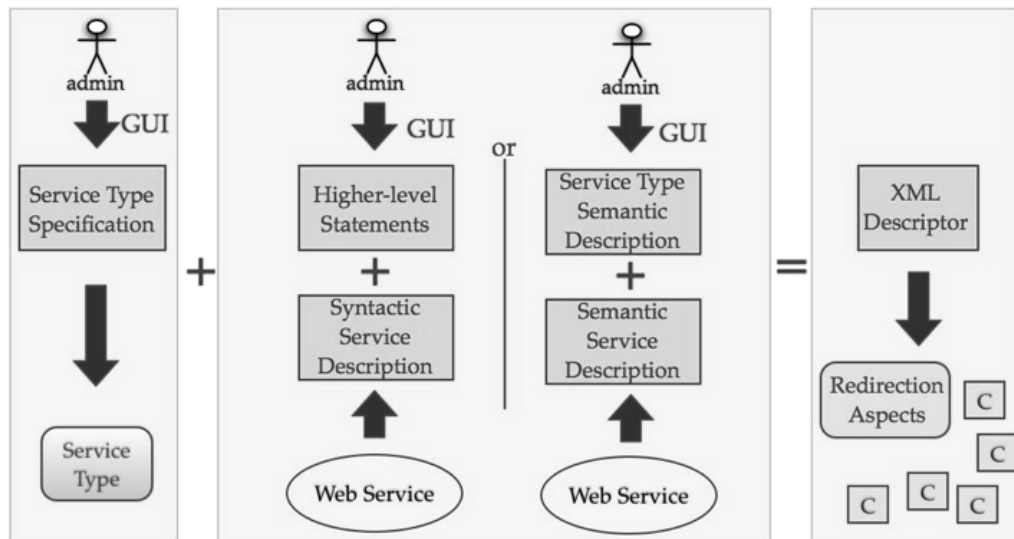 admin
GUI
Service Type
Specification
Service
Type
+
admin
GUI
Higher-level
Statements
+
Syntactic
Service
Description
Web Service
or
admin
GUI
Service Type
Semantic
Description
+
Semantic
Service
Description
Web Service
=
XML
Descriptor
Redirection
Aspects
C
C
C
C
C